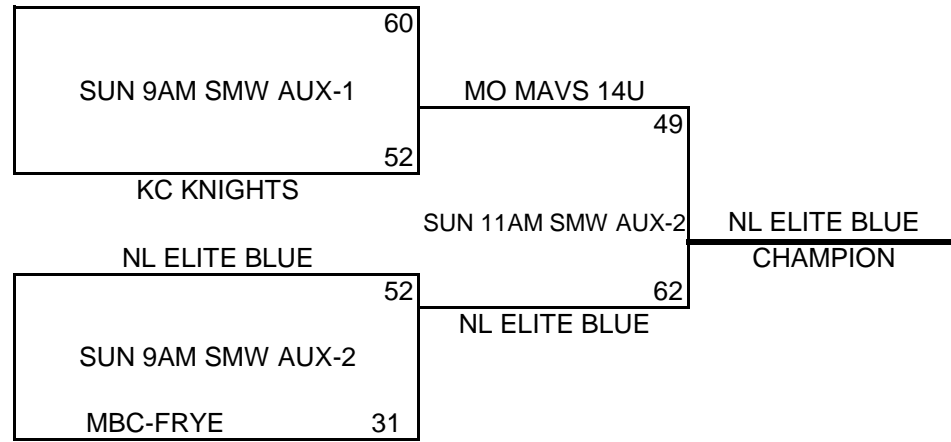 60
SUN 9AM SMW AUX-1
MO MAVS 14U
49
52
KC KNIGHTS
SUN 11AM SMW AUX-2
NL ELITE BLUE
NL ELITE BLUE
CHAMPION
52
62
NL ELITE BLUE
SUN 9AM SMW AUX-2
MBC-FRYE 31